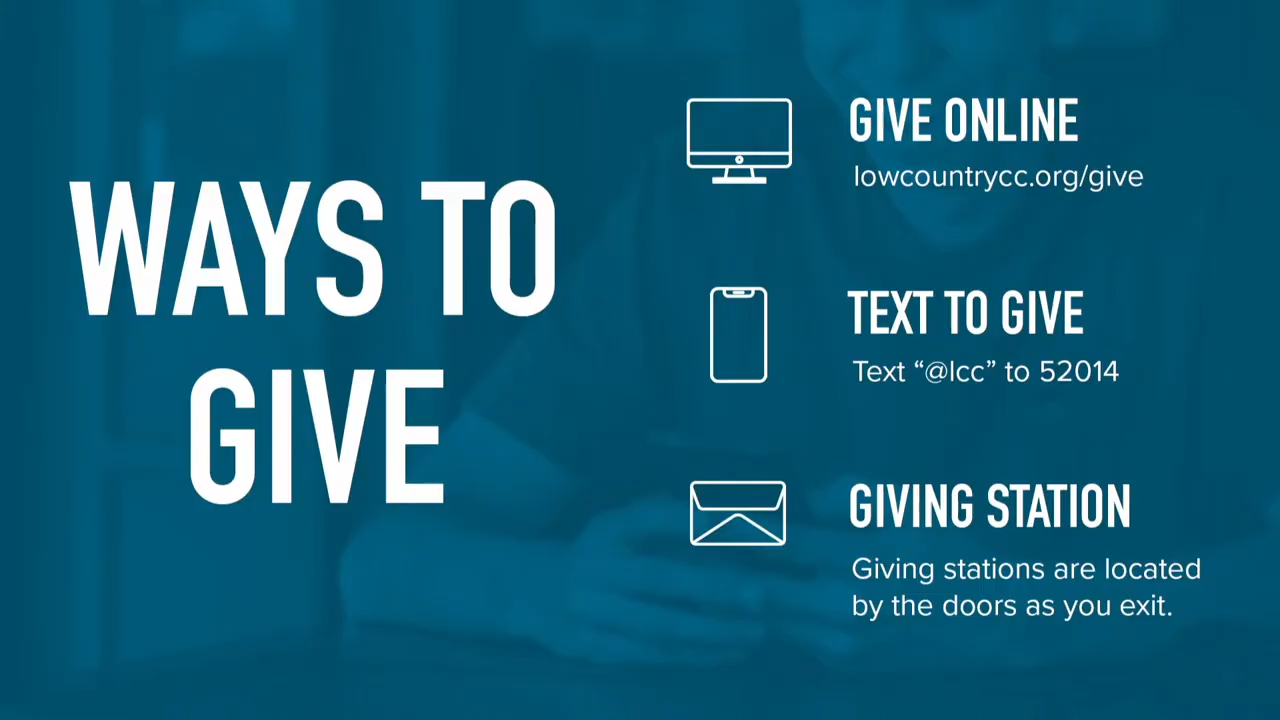 WAYS TO
GIVE
GIVE ONLINE
lowcountrycc.org/give
TEXT TO GIVE
Text “@lcc” to 52014
GIVING STATION
Giving stations are located
by the doors as you exit.